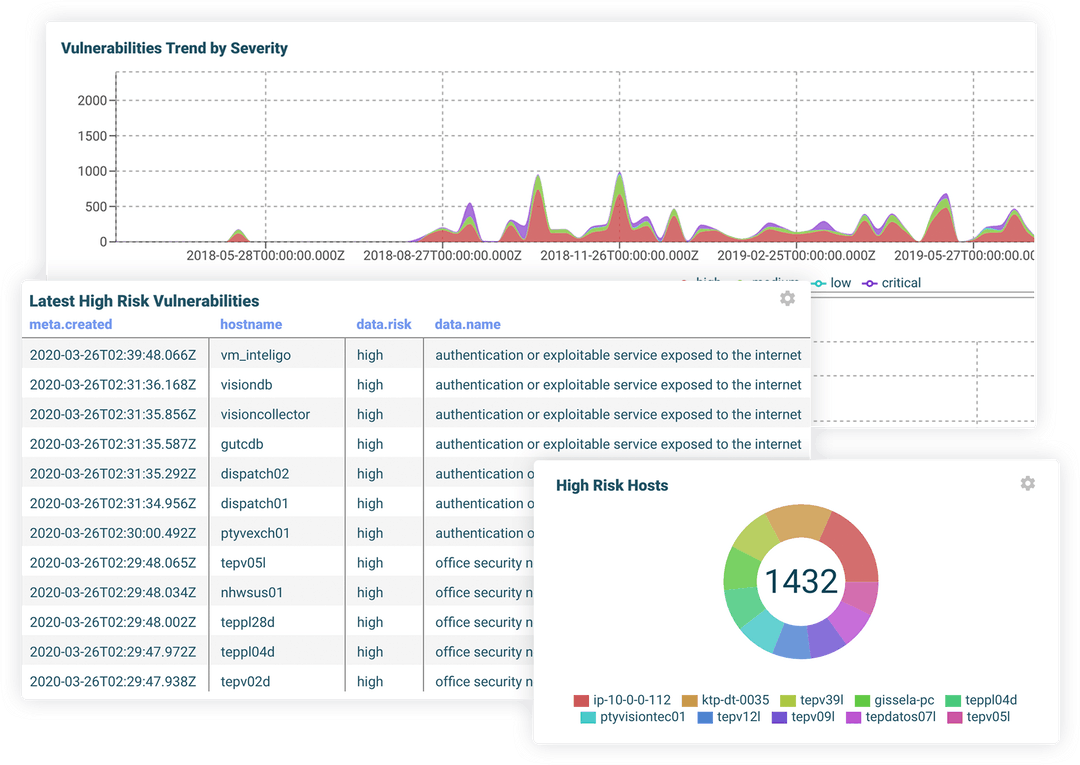 Vulnerabilities Trend by Severity
2000
1500
1000
500
0
2018-05-28T00:00:00.000Z 2018-08-27T00:00:00.000Z 2018-11-26T00:00:00.000Z 2019-02-25T00:00:00.000Z 2019-05-27T00:00:00.00
high medium low critical
Latest High Risk Vulnerabilities
meta.created hostname data.risk data.name
2020-03-26T02:39:48.066Z vm_inteligo high authentication or exploitable service exposed to the internet
2020-03-26T02:31:36.168Z visiondb high authentication or exploitable service exposed to the internet
2020-03-26T02:31:35.856Z visioncollector high authentication or exploitable service exposed to the internet
2020-03-26T02:31:35.587Z gutcdb high authentication or exploitable service exposed to the internet
2020-03-26T02:31:35.292Z dispatch02 high authentication o
2020-03-26T02:31:34.956Z dispatch01 high authentication o
2020-03-26T02:30:00.492Z ptyvexch01 high authentication o
2020-03-26T02:29:48.065Z tepv05l high office security n
2020-03-26T02:29:48.034Z nhwsus01 high office security n
2020-03-26T02:29:48.002Z teppl28d high office security n
2020-03-26T02:29:47.972Z teppl04d high office security n
2020-03-26T02:29:47.938Z tepv02d high office security n
High Risk Hosts
1432
ip-10-0-0-112 ktp-dt-0035 tepv39l gissela-pc teppl04d
ptyvisiontec01 tepv12l tepv09l tepdatos07l tepv05l